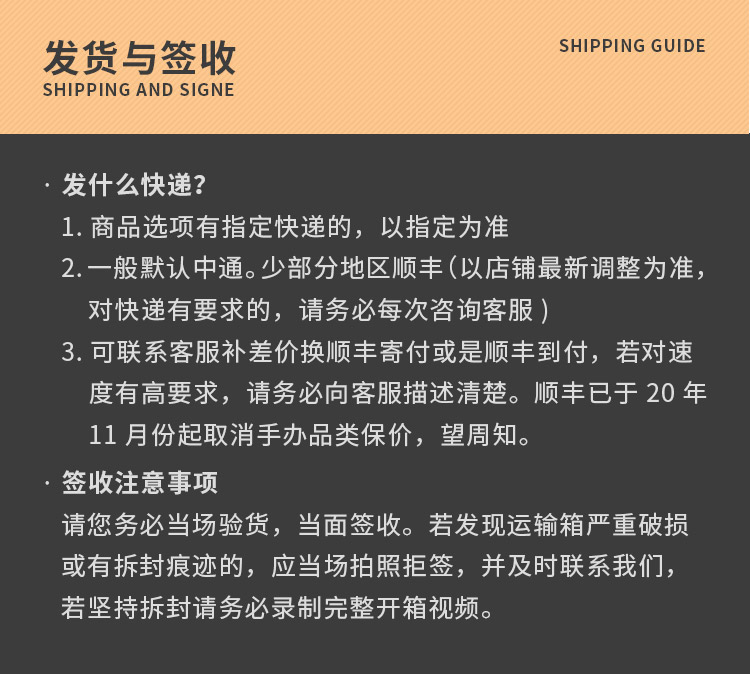 发货与签收
SHIPPING AND SIGNE
SHIPPING GUIDE
· 发什么快递？
1. 商品选项有指定快递的，以指定为准
2. 一般默认中通。少部分地区顺丰（以店铺最新调整为准，
对快递有要求的，请务必每次咨询客服 )
3. 可联系客服补差价换顺丰寄付或是顺丰到付，若对速
度有高要求，请务必向客服描述清楚。顺丰已于 20 年
11 月份起取消手办品类保价，望周知。
· 签收注意事项
请您务必当场验货，当面签收。若发现运输箱严重破损
或有拆封痕迹的，应当场拍照拒签，并及时联系我们，
若坚持拆封请务必录制完整开箱视频。